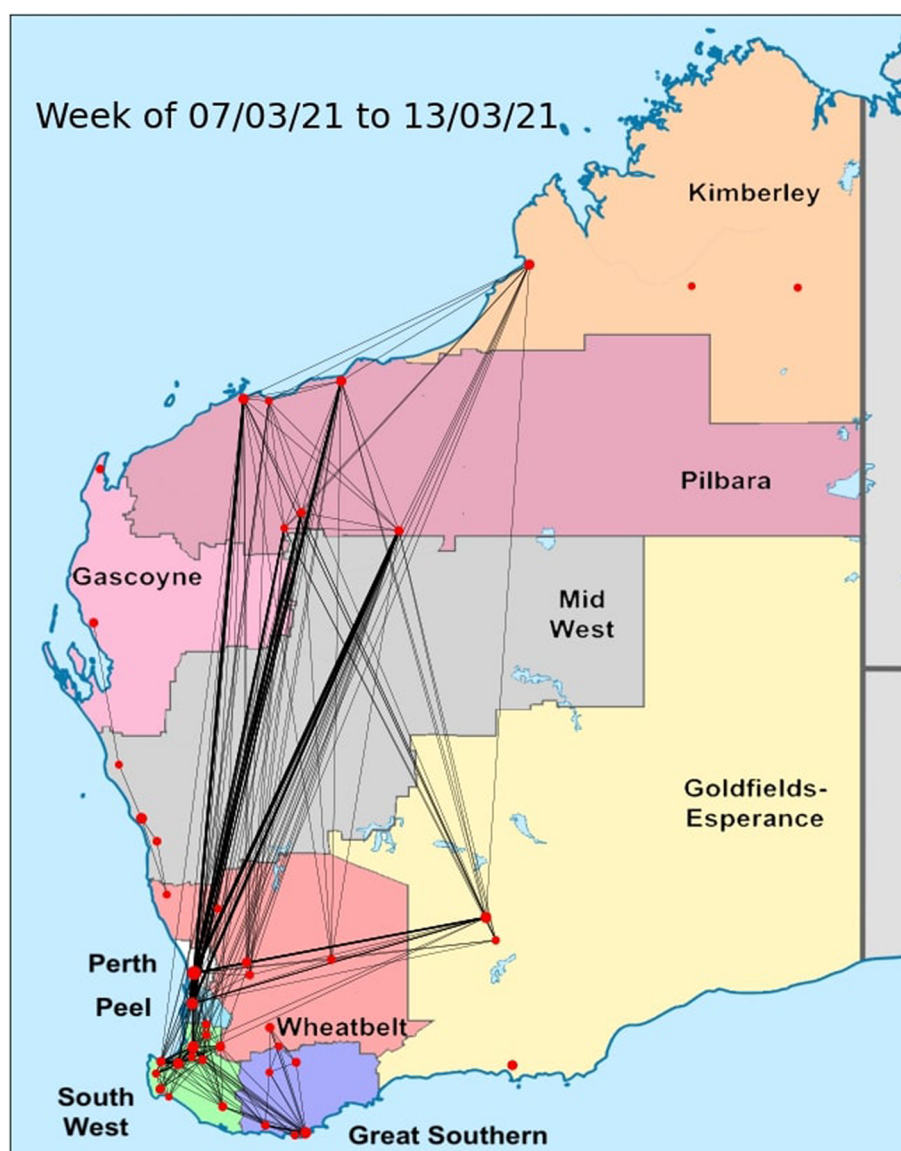 Week of 07/03/21 to 13/03/21
Kimberley
Pilbara
Gascoyne
Mid
West
Goldfields-
Esperance
Perth
Peel
Wheatbelt
South
West
Great Southern